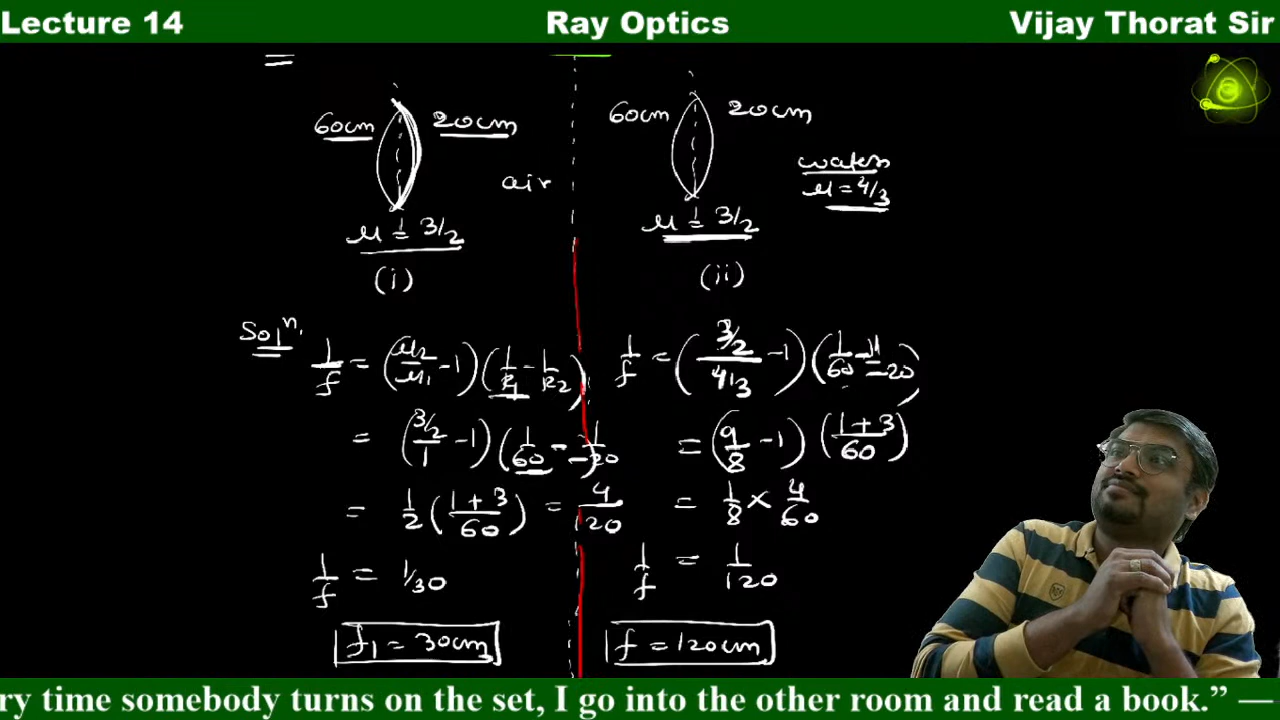 Lecture 14 Ray Optics Vijay Thorat Sir
60cm 20cm
air
μ = 3/2
(i)
60cm 20cm
water
μ = 4/3
μ = 3/2
(ii)
Solⁿ.
1/f = (μ2/μ1 - 1)(1/R1 - 1/R2)
= (3/2/1 - 1)(1/60 - 1/-20)
= 1/2 (1+3/60) = 4/120
1/f = 1/30
f1 = 30cm
1/f = (3/2/4/3 - 1)(1/60 - 1/-20)
= (9/8 - 1)(1+3/60)
= 1/8 × 4/60
1/f = 1/120
f = 120cm
ry time somebody turns on the set, I go into the other room and read a book.” —